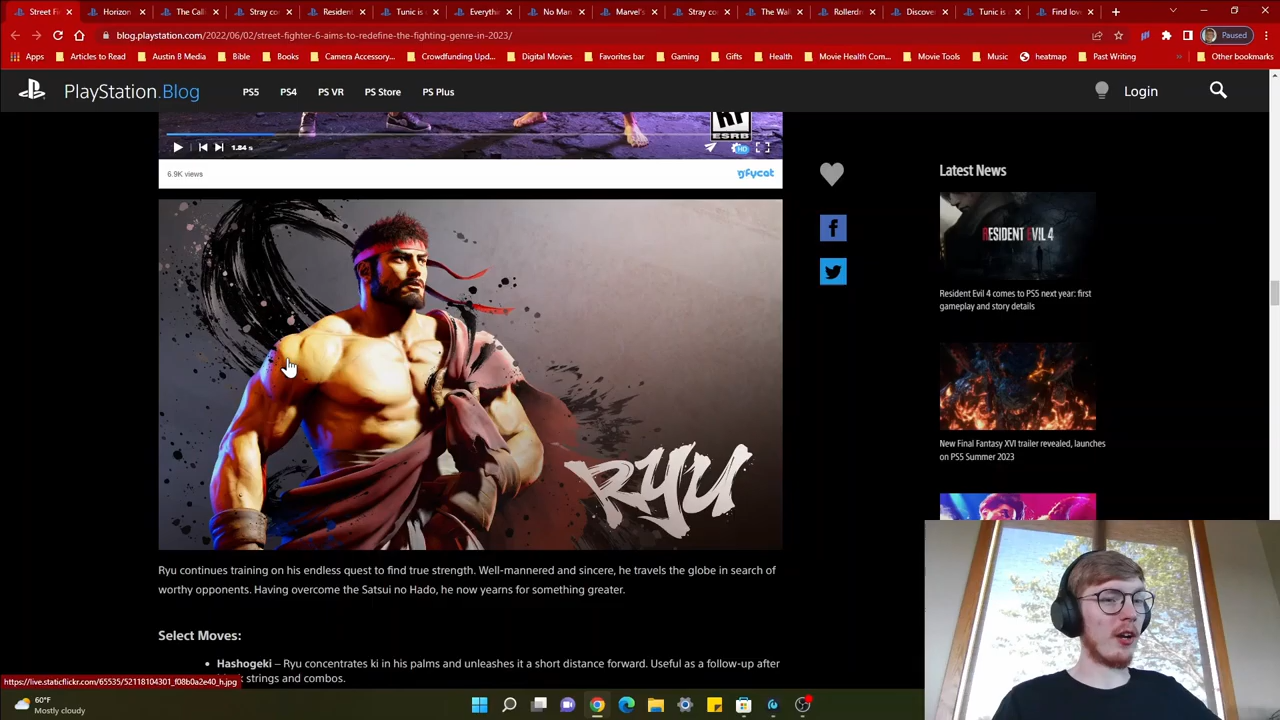 Street Fi
Horizon
The Call
Stray co
Resident
Tunic is
Everythin
No Man
Marvel's
Stray co
The Walk
Rollerdr
Discover
Tunic is
Find lov
blog.playstation.com/2022/06/02/street-fighter-6-aims-to-redefine-the-fighting-genre-in-2023/
Paused
Apps
Articles to Read
Austin B Media
Bible
Books
Camera Accessory...
Crowdfunding Upd...
Digital Movies
Favorites bar
Gaming
Gifts
Health
Movie Health Com...
Movie Tools
Music
heatmap
Past Writing
Other bookmarks
PlayStation.Blog
PS5
PS4
PS VR
PS Store
PS Plus
Login
RP
ESRB
1.84 s
HD
6.9K views
gfycat
RYU
Latest News
RESIDENT EVIL 4
Resident Evil 4 comes to PS5 next year: first
gameplay and story details
New Final Fantasy XVI trailer revealed, launches
on PS5 Summer 2023
Ryu continues training on his endless quest to find true strength. Well-mannered and sincere, he travels the globe in search of
worthy opponents. Having overcome the Satsui no Hado, he now yearns for something greater.
Select Moves:
Hashogeki – Ryu concentrates ki in his palms and unleashes it a short distance forward. Useful as a follow-up after
strings and combos.
https://live.staticflickr.com/65535/52118104301_f08b0a2e40_h.jpg
60°F
Mostly cloudy